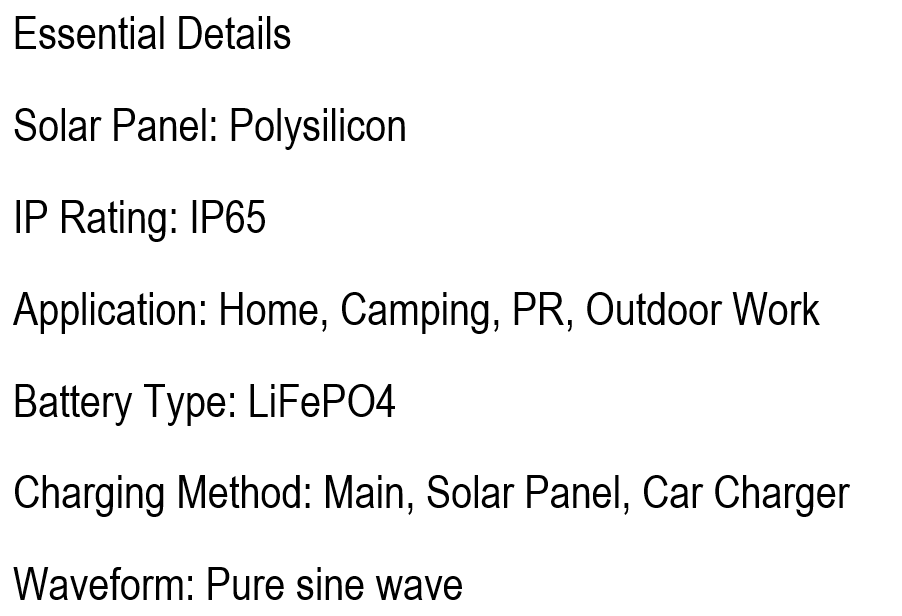 Essential Details
Solar Panel: Polysilicon
IP Rating: IP65
Application: Home, Camping, PR, Outdoor Work
Battery Type: LiFePO4
Charging Method: Main, Solar Panel, Car Charger
Waveform: Pure sine wave